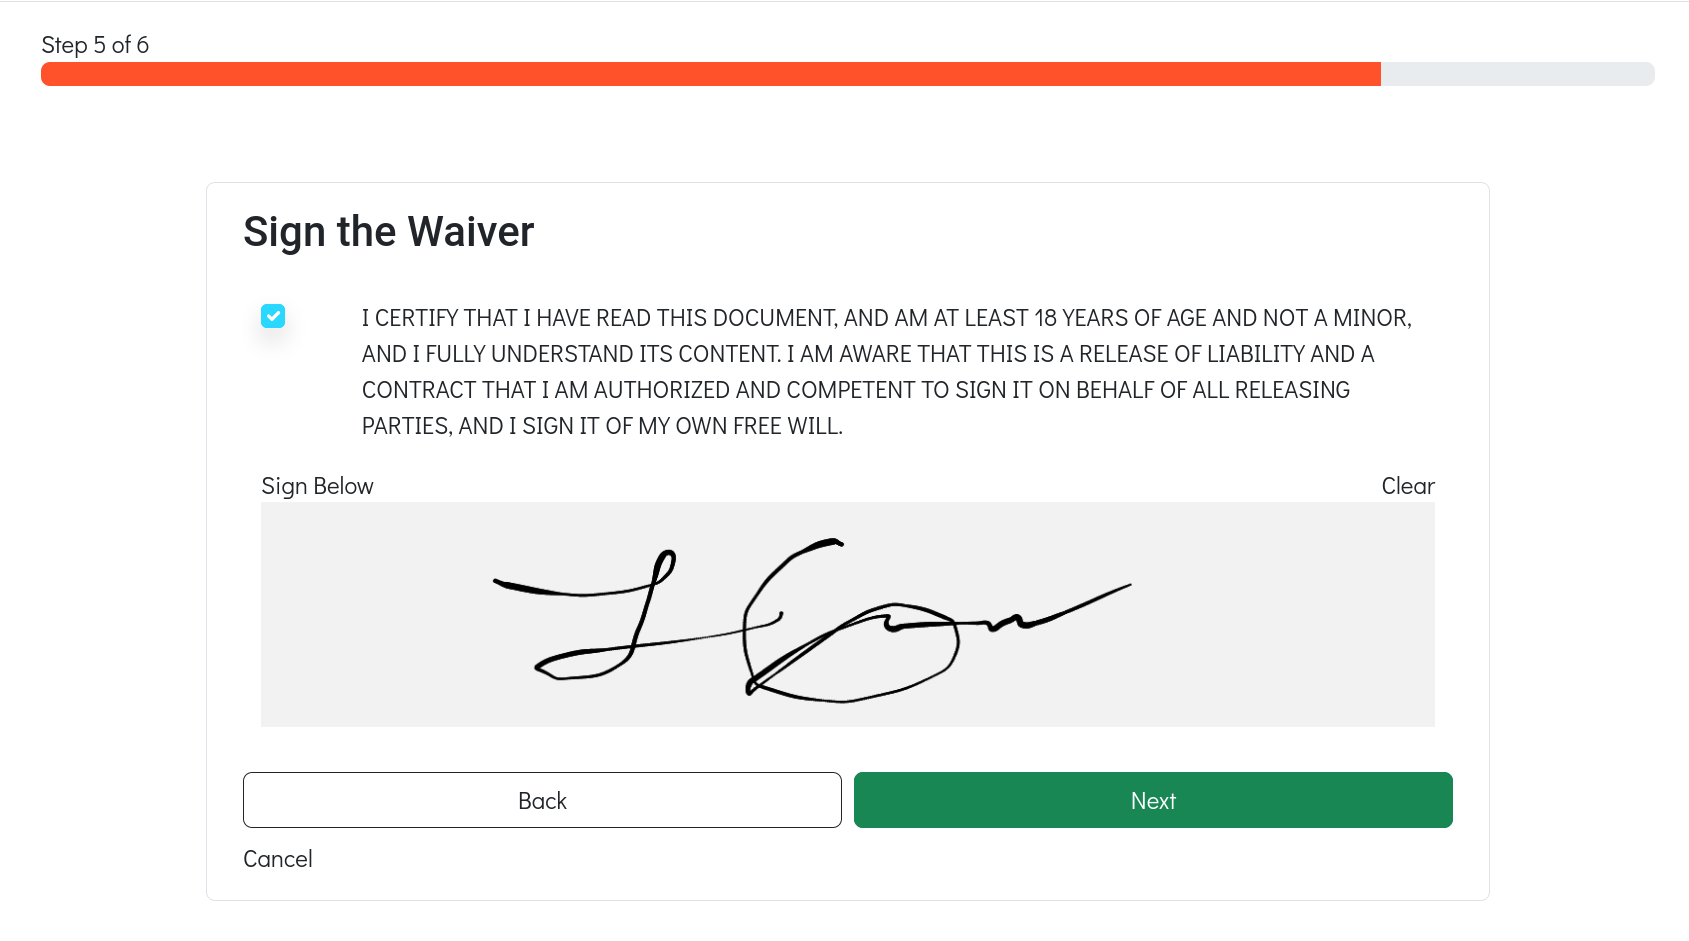 Step 5 of 6
Sign the Waiver
I CERTIFY THAT I HAVE READ THIS DOCUMENT, AND AM AT LEAST 18 YEARS OF AGE AND NOT A MINOR,
AND I FULLY UNDERSTAND ITS CONTENT. I AM AWARE THAT THIS IS A RELEASE OF LIABILITY AND A
CONTRACT THAT I AM AUTHORIZED AND COMPETENT TO SIGN IT ON BEHALF OF ALL RELEASING
PARTIES, AND I SIGN IT OF MY OWN FREE WILL.
Sign Below Clear
Back Next
Cancel